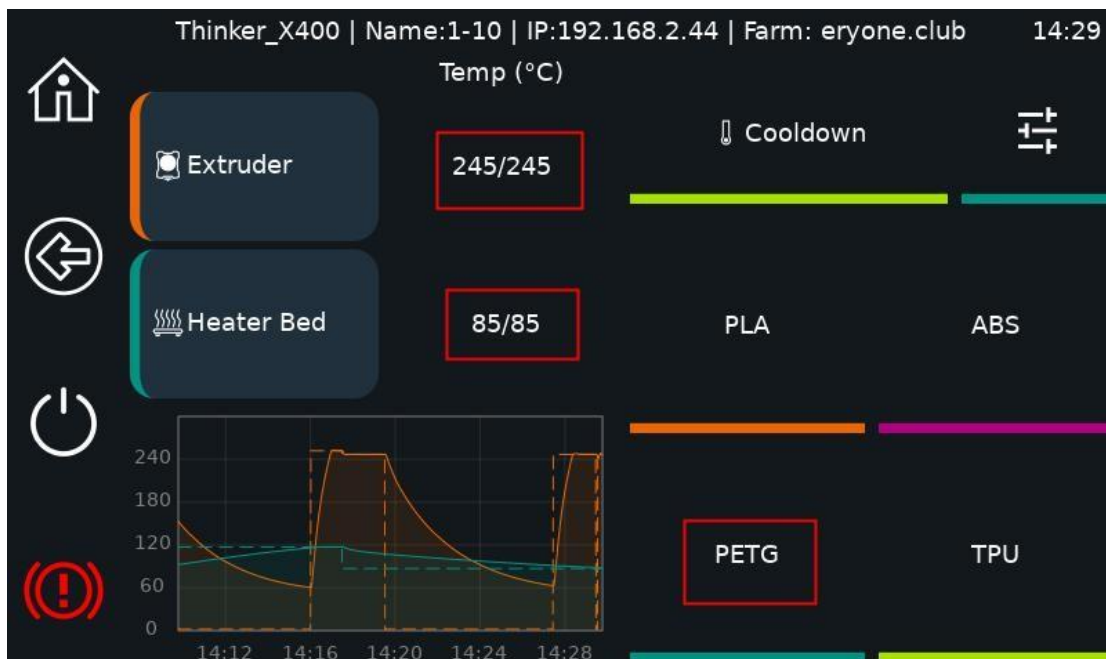 Thinker_X400 | Name:1-10 | IP:192.168.2.44 | Farm: eryone.club 14:29
Temp (°C)
Extruder 245/245
Cooldown
Heater Bed 85/85
PLA ABS
PETG TPU
240
180
120
60
0
14:12 14:16 14:20 14:24 14:28